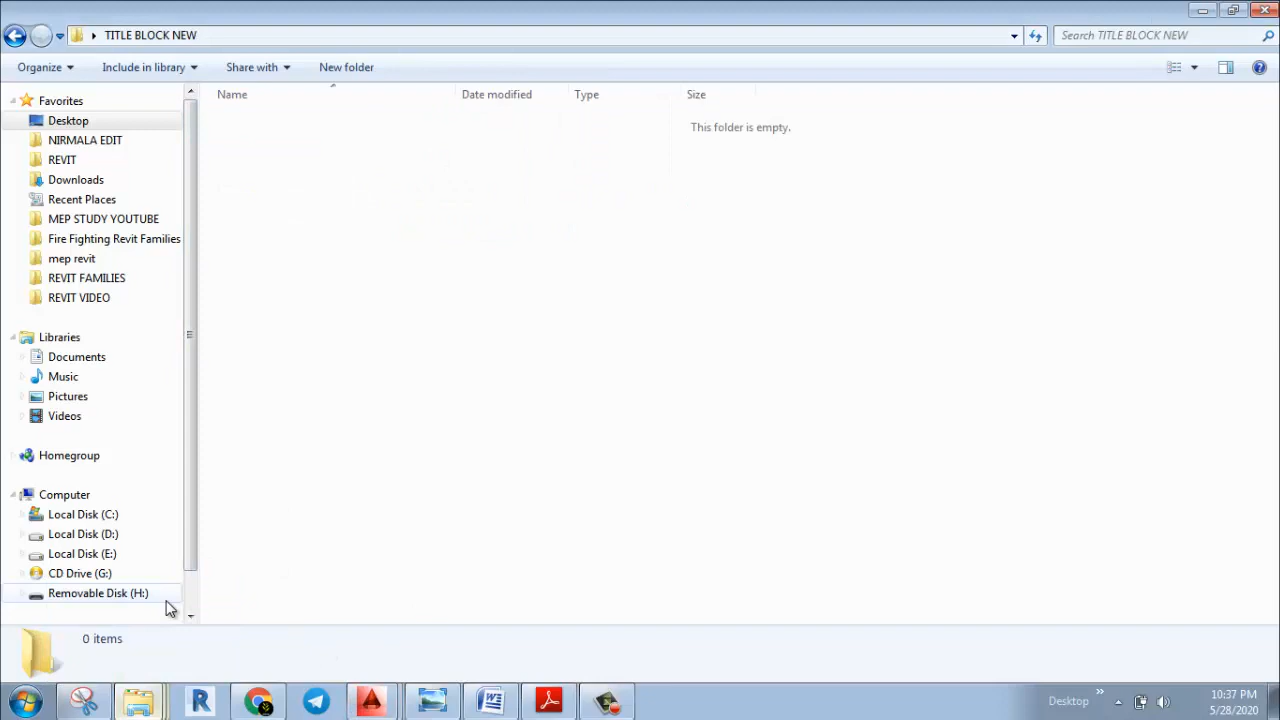 TITLE BLOCK NEW
Search TITLE BLOCK NEW
Organize Include in library Share with New folder
Name Date modified Type Size
This folder is empty.
Favorites
Desktop
NIRMALA EDIT
REVIT
Downloads
Recent Places
MEP STUDY YOUTUBE
Fire Fighting Revit Families
mep revit
REVIT FAMILIES
REVIT VIDEO
Libraries
Documents
Music
Pictures
Videos
Homegroup
Computer
Local Disk (C:)
Local Disk (D:)
Local Disk (E:)
CD Drive (G:)
Removable Disk (H:)
0 items
Desktop
10:37 PM
5/28/2020